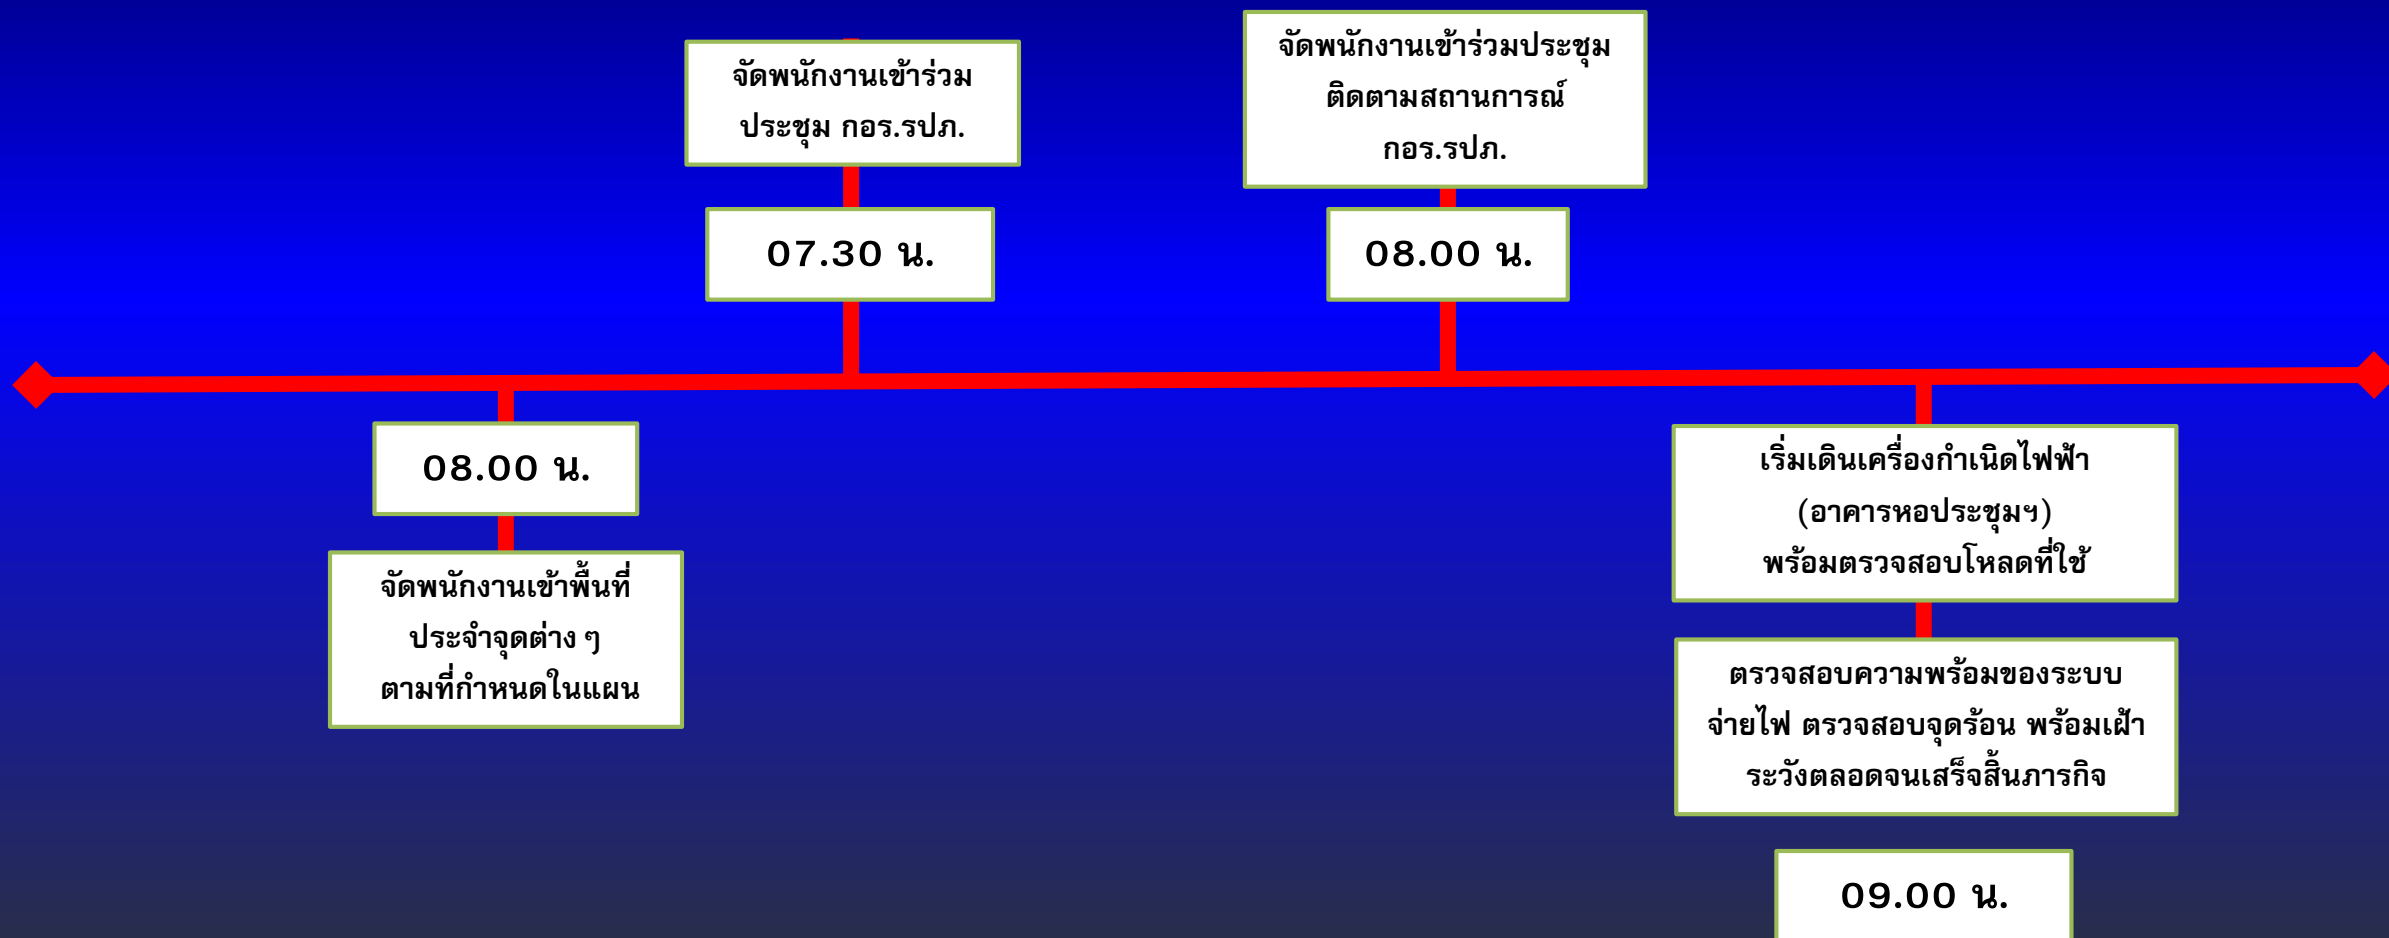 จัดพนักงานเข้าร่วม
ประชุม กอร.รปภ.
07.30 น.
จัดพนักงานเข้าร่วมประชุม
ติดตามสถานการณ์
กอร.รปภ.
08.00 น.
08.00 น.
จัดพนักงานเข้าพื้นที่
ประจำจุดต่าง ๆ
ตามที่กำหนดในแผน
เริ่มเดินเครื่องกำเนิดไฟฟ้า
(อาคารหอประชุมฯ)
พร้อมตรวจสอบโหลดที่ใช้
ตรวจสอบความพร้อมของระบบ
จ่ายไฟ ตรวจสอบจุดร้อน พร้อมเฝ้า
ระวังตลอดจนเสร็จสิ้นภารกิจ
09.00 น.